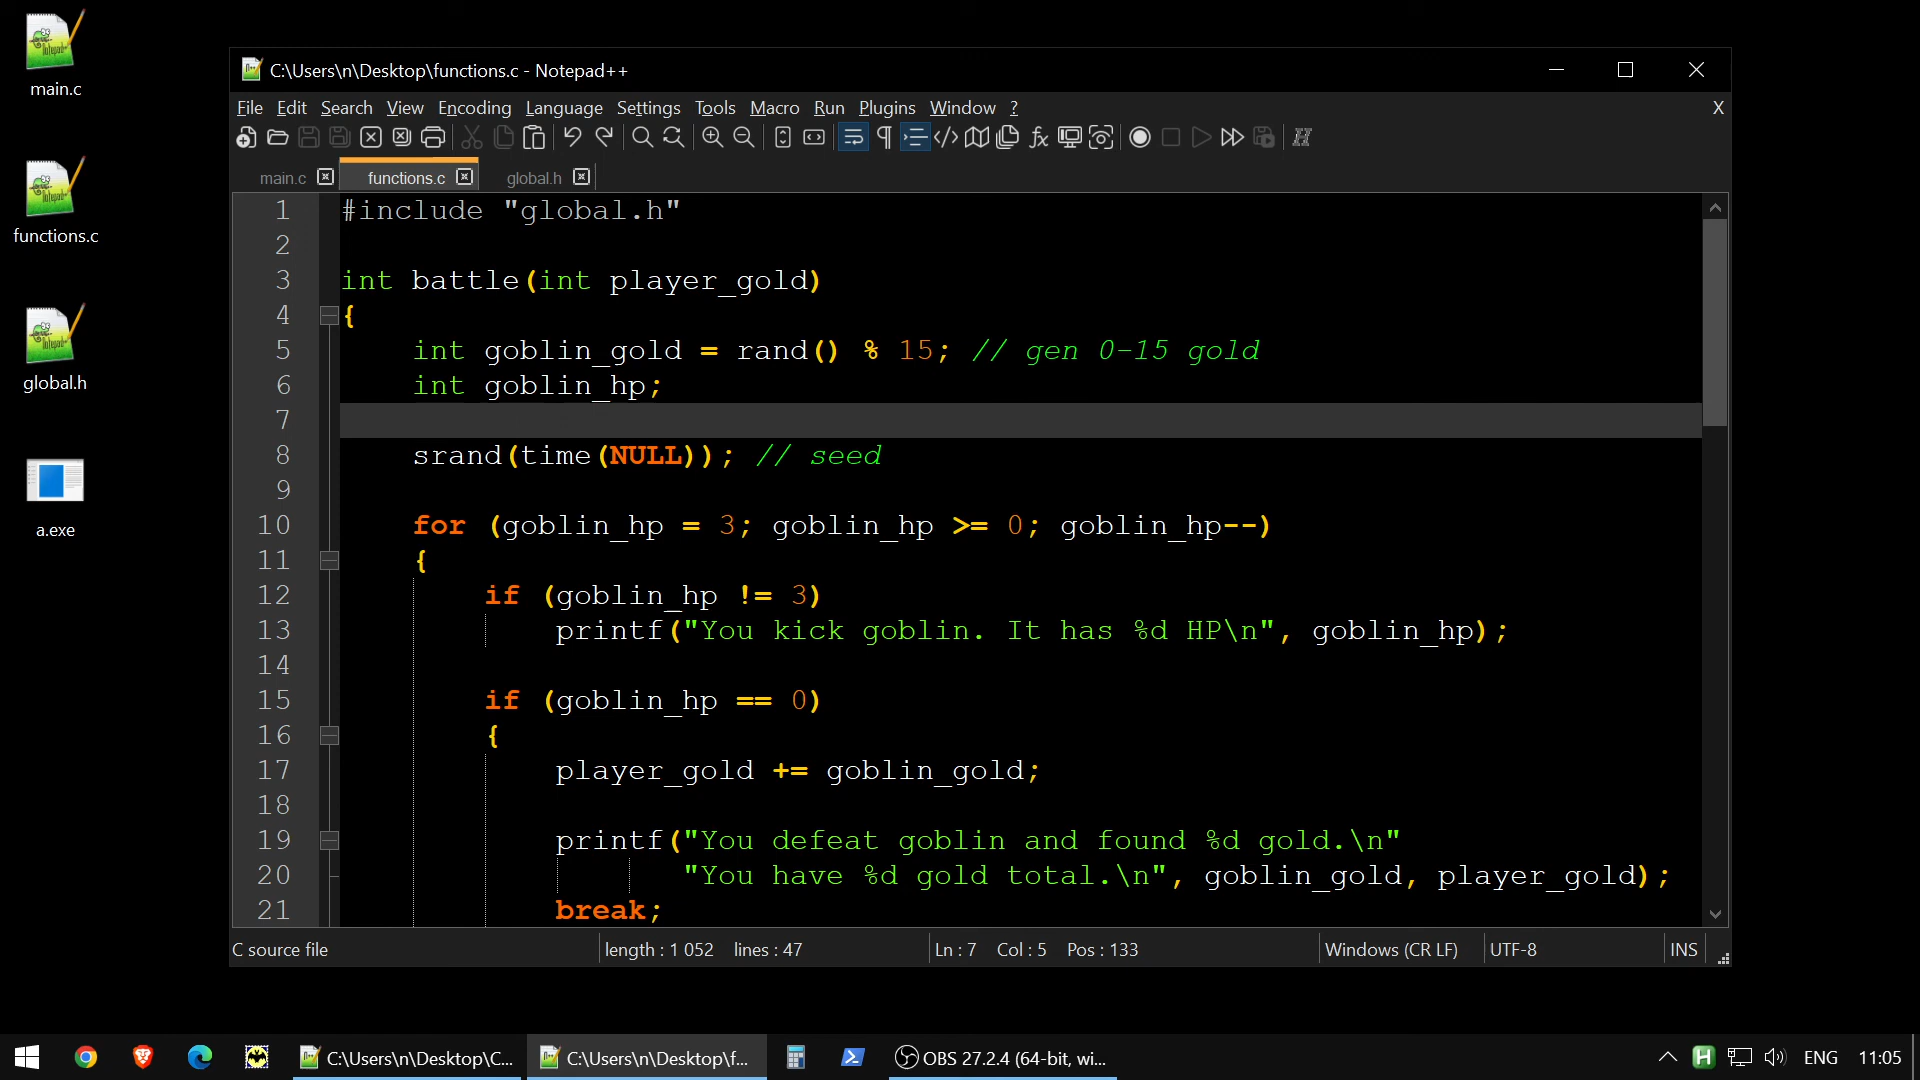 main.c
functions.c
global.h
a.exe
C:\Users\n\Desktop\functions.c - Notepad++
File Edit Search View Encoding Language Settings Tools Macro Run Plugins Window ?
X
main.c functions.c global.h
1 #include "global.h"
2
3 int battle(int player_gold)
4 {
5 int goblin_gold = rand() % 15; // gen 0-15 gold
6 int goblin_hp;
7
8 srand(time(NULL)); // seed
9
10 for (goblin_hp = 3; goblin_hp >= 0; goblin_hp--)
11 {
12 if (goblin_hp != 3)
13 printf("You kick goblin. It has %d HP\n", goblin_hp);
14
15 if (goblin_hp == 0)
16 {
17 player_gold += goblin_gold;
18
19 printf("You defeat goblin and found %d gold.\n"
20 "You have %d gold total.\n", goblin_gold, player_gold);
21 break;
C source file length : 1 052 lines : 47 Ln : 7 Col : 5 Pos : 133 Windows (CR LF) UTF-8 INS
C:\Users\n\Desktop\C... C:\Users\n\Desktop\f... OBS 27.2.4 (64-bit, wi... H ENG 11:05